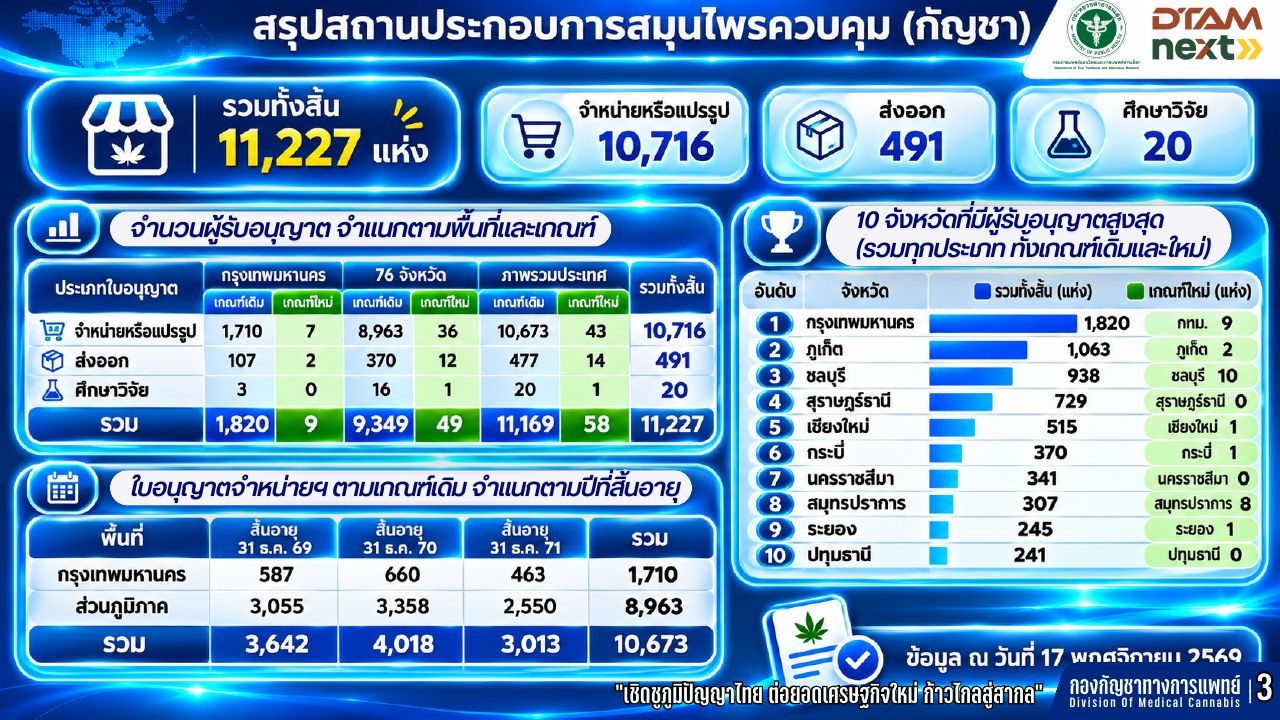 สรุปสถานประกอบการสมุนไพรควบคุม (กัญชา)
DTAM
next
รวมทั้งสิ้น
11,227 แห่ง
จำหน่ายหรือแปรรูป
10,716
ส่งออก
491
ศึกษาวิจัย
20
จำนวนผู้รับอนุญาต จำแนกตามพื้นที่และเกณฑ์
ประเภทใบอนุญาต กรุงเทพมหานคร 76 จังหวัด ภาพรวมประเทศ รวมทั้งสิ้น
เกณฑ์เดิม เกณฑ์ใหม่ เกณฑ์เดิม เกณฑ์ใหม่ เกณฑ์เดิม เกณฑ์ใหม่
จำหน่ายหรือแปรรูป 1,710 7 8,963 36 10,673 43 10,716
ส่งออก 107 2 370 12 477 14 491
ศึกษาวิจัย 3 0 16 1 20 1 20
รวม 1,820 9 9,349 49 11,169 58 11,227
ใบอนุญาตจำหน่ายฯ ตามเกณฑ์เดิม จำแนกตามปีที่สิ้นอายุ
พื้นที่ สิ้นอายุ 31 ธ.ค. 69 สิ้นอายุ 31 ธ.ค. 70 สิ้นอายุ 31 ธ.ค. 71 รวม
กรุงเทพมหานคร 587 660 463 1,710
ส่วนภูมิภาค 3,055 3,358 2,550 8,963
รวม 3,642 4,018 3,013 10,673
10 จังหวัดที่มีผู้รับอนุญาตสูงสุด
(รวมทุกประเภท ทั้งเกณฑ์เดิมและใหม่)
อันดับ จังหวัด รวมทั้งสิ้น (แห่ง) เกณฑ์ใหม่ (แห่ง)
1 กรุงเทพมหานคร 1,820 กทม. 9
2 ภูเก็ต 1,063 ภูเก็ต 2
3 ชลบุรี 938 ชลบุรี 10
4 สุราษฎร์ธานี 729 สุราษฎร์ธานี 0
5 เชียงใหม่ 515 เชียงใหม่ 1
6 กระบี่ 370 กระบี่ 1
7 นครราชสีมา 341 นครราชสีมา 0
8 สมุทรปราการ 307 สมุทรปราการ 8
9 ระยอง 245 ระยอง 1
10 ปทุมธานี 241 ปทุมธานี 0
ข้อมูล ณ วันที่ 17 พฤศจิกายน 2569
"เชิดชูภูมิปัญญาไทย ต่อยอดเศรษฐกิจใหม่ ก้าวไกลสู่สากล"
กองกัญชาทางการแพทย์
Division Of Medical Cannabis
3